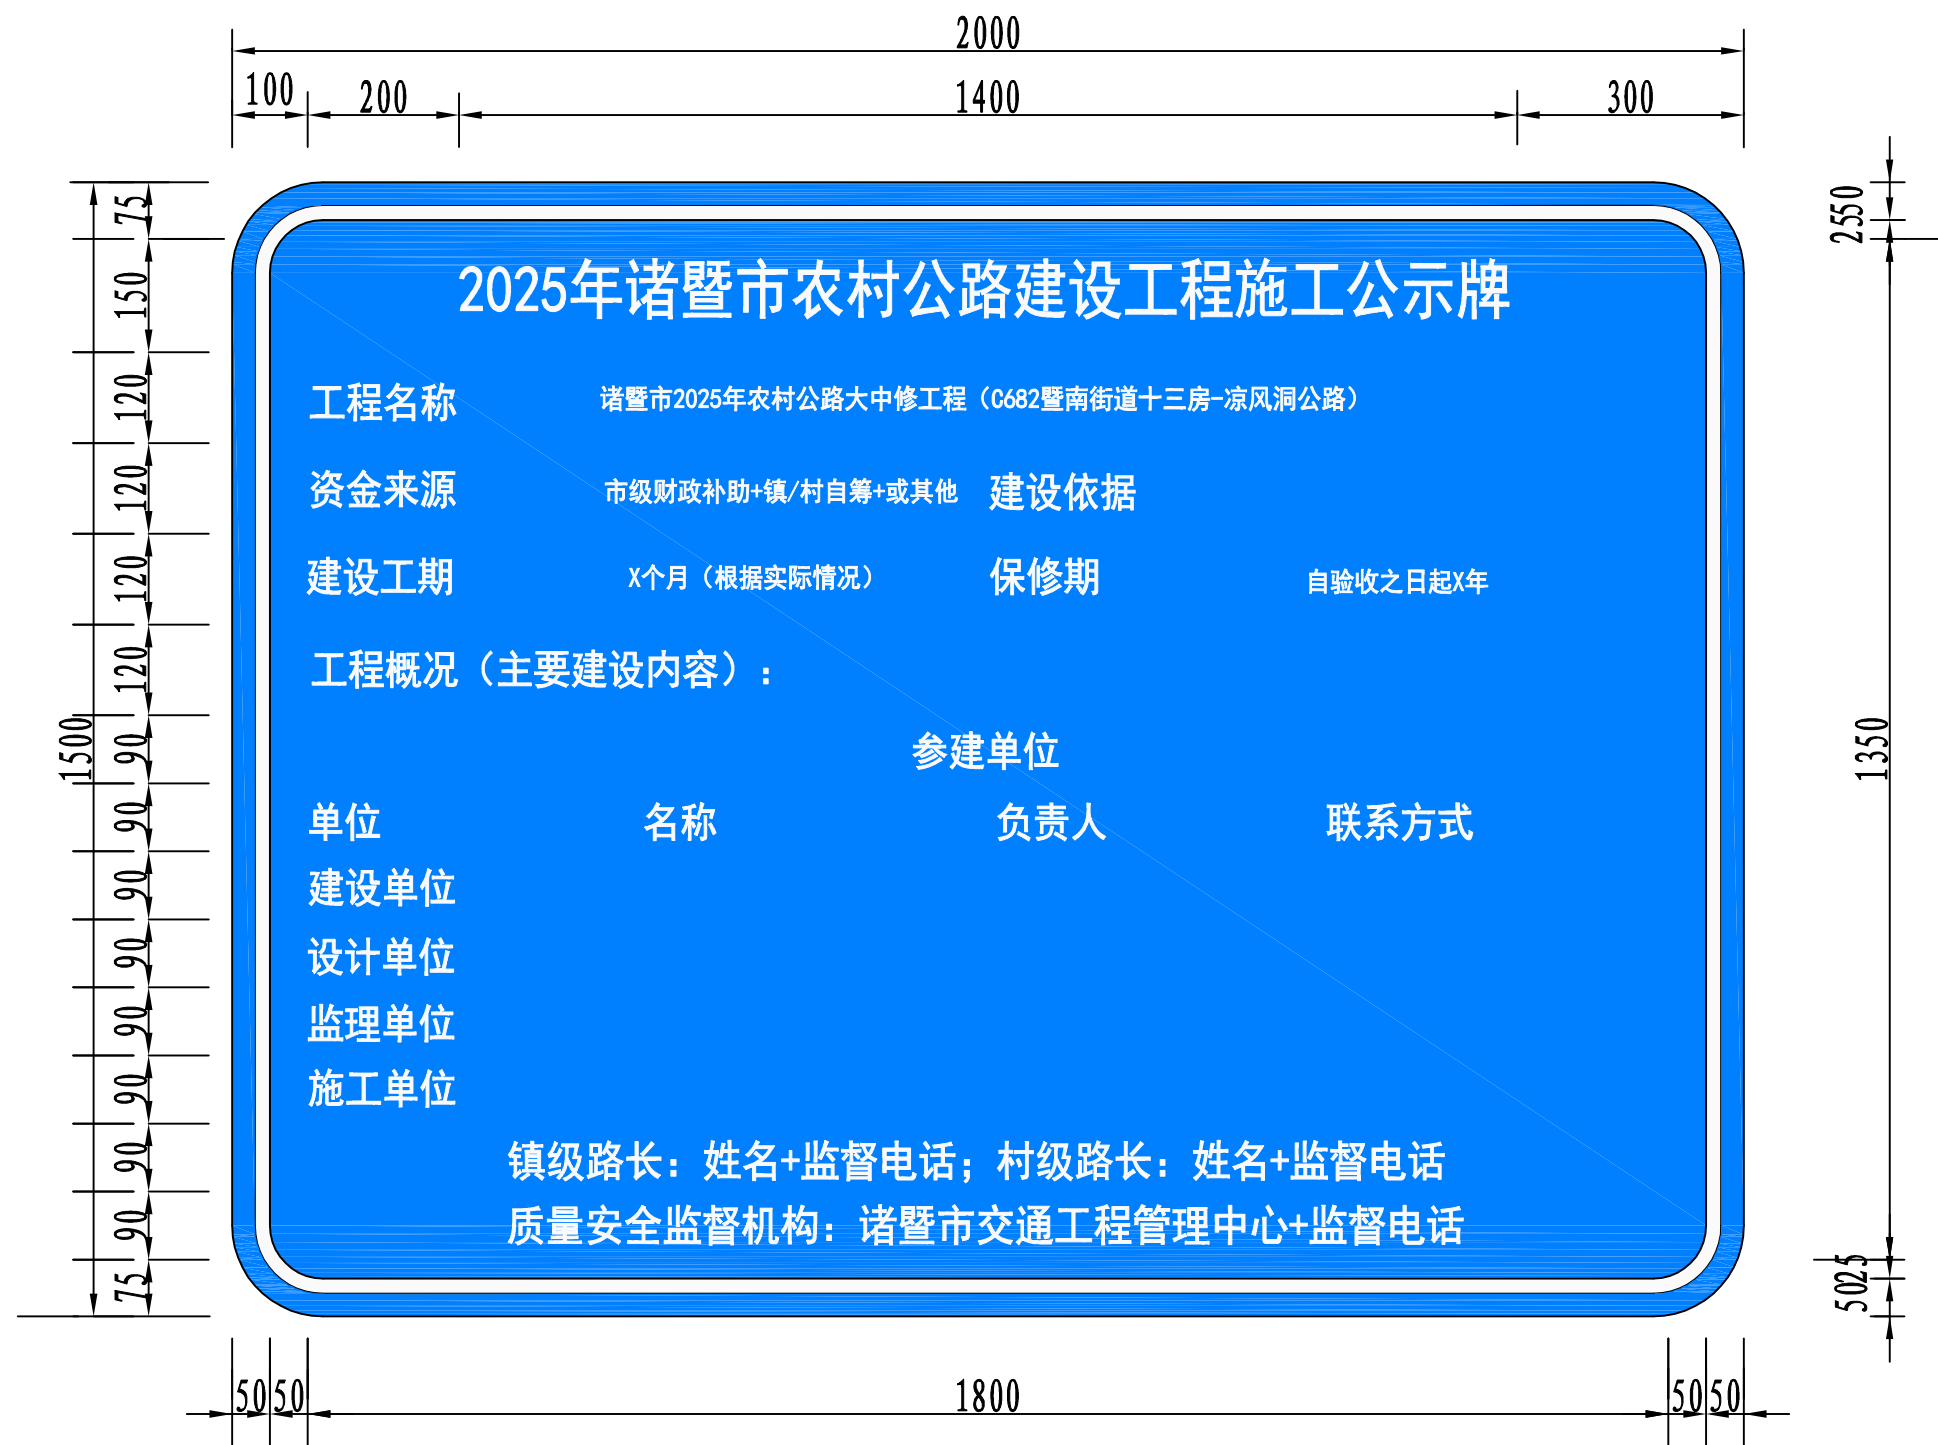 2000
100 200 1400 300
2025年诸暨市农村公路建设工程施工公示牌
工程名称 诸暨市2025年农村公路大中修工程（C682暨南街道十三房-凉风洞公路）
资金来源 市级财政补助+镇/村自筹+或其他 建设依据
建设工期 X个月（根据实际情况） 保修期 自验收之日起X年
工程概况（主要建设内容）：
参建单位
单位 名称 负责人 联系方式
建设单位
设计单位
监理单位
施工单位
镇级路长：姓名+监督电话；村级路长：姓名+监督电话
质量安全监督机构：诸暨市交通工程管理中心+监督电话
75
150
120
120
120
120
90
90
90
90
90
90
90
90
75
1500
50
25
1350
25
50
50 50 1800 50 50